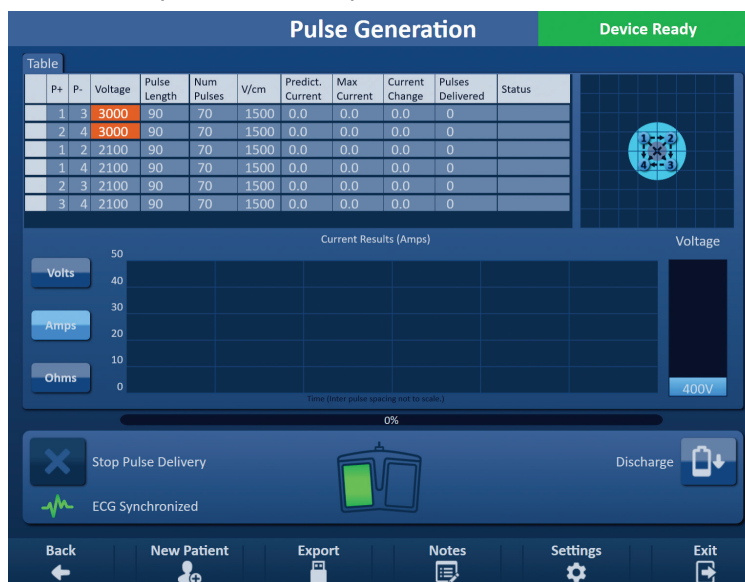 Pulse Generation
Device Ready
Table
P+ P- Voltage Pulse Length Num Pulses V/cm Predict. Current Max Current Current Change Pulses Delivered Status
1 3 3000 90 70 1500 0.0 0.0 0.0 0
2 4 3000 90 70 1500 0.0 0.0 0.0 0
1 2 2100 90 70 1500 0.0 0.0 0.0 0
1 4 2100 90 70 1500 0.0 0.0 0.0 0
2 3 2100 90 70 1500 0.0 0.0 0.0 0
3 4 2100 90 70 1500 0.0 0.0 0.0 0
1 2
4 3
Current Results (Amps)
Voltage
50
Volts
40
30
Amps
20
10
Ohms
0
400V
Time (Inter pulse spacing not to scale.)
0%
Stop Pulse Delivery
Discharge
ECG Synchronized
Back New Patient Export Notes Settings Exit